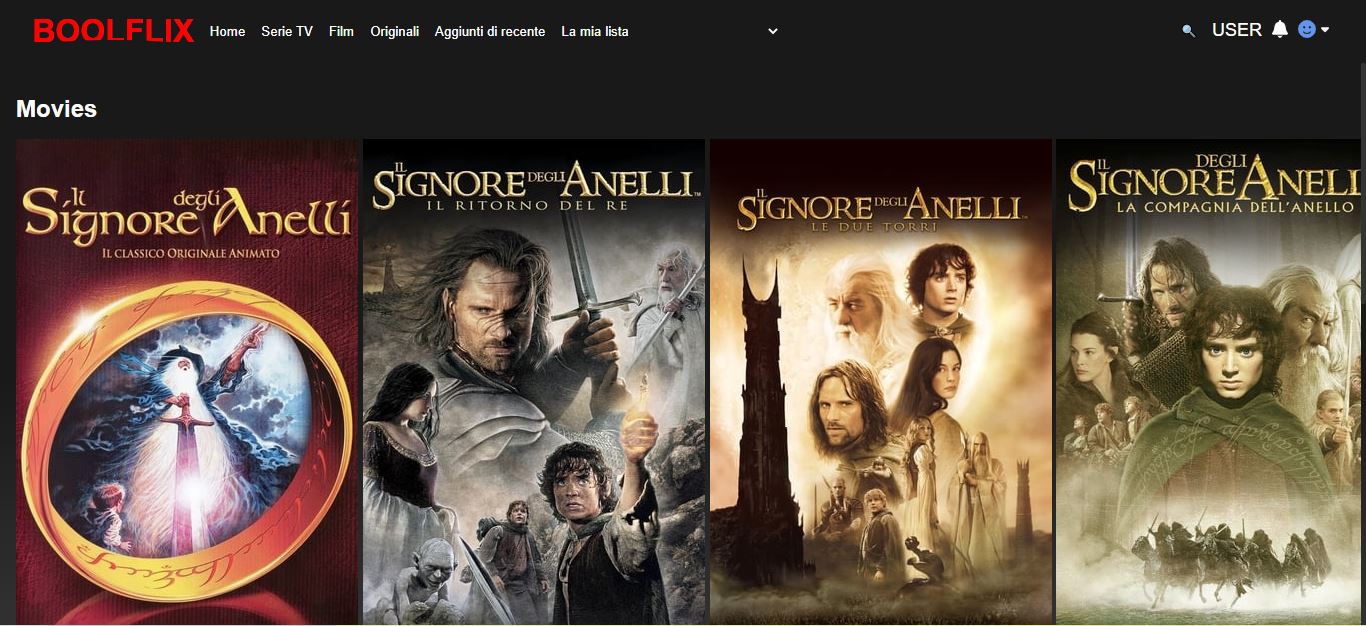 BOOLFLIX Home Serie TV Film Originali Aggiunti di recente La mia lista USER
Movies
Il Signore degli Anelli
IL CLASSICO ORIGINALE ANIMATO
IL SIGNORE DEGLI ANELLI™
IL RITORNO DEL RE
IL SIGNORE DEGLI ANELLI™
LE DUE TORRI
IL SIGNORE DEGLI ANELLI
LA COMPAGNIA DELL'ANELLO